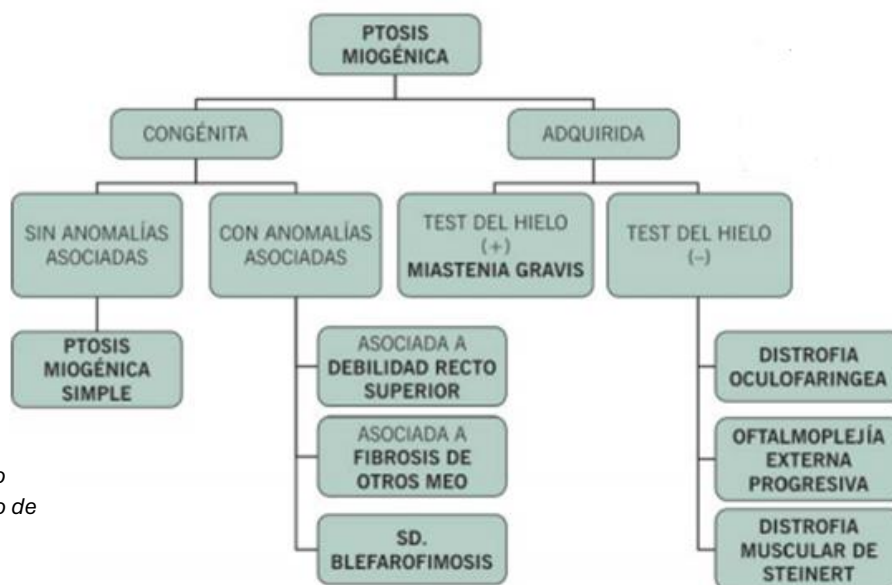 PTOSIS
MIOGÉNICA
CONGÉNITA
ADQUIRIDA
SIN ANOMALÍAS
ASOCIADAS
CON ANOMALÍAS
ASOCIADAS
TEST DEL HIELO
(+)
MIASTENIA GRAVIS
TEST DEL HIELO
(–)
PTOSIS
MIOGÉNICA
SIMPLE
ASOCIADA A
DEBILIDAD RECTO
SUPERIOR
DISTROFIA
OCULOFARINGEA
ASOCIADA A
FIBROSIS DE
OTROS MEO
OFTALMOPLEJÍA
EXTERNA
PROGRESIVA
SD.
BLEFAROFIMOSIS
DISTROFIA
MUSCULAR DE
STEINERT
o
o de